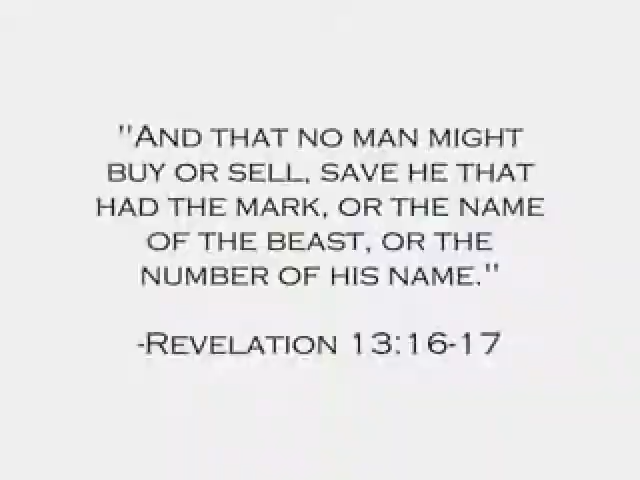 "AND THAT NO MAN MIGHT
BUY OR SELL, SAVE HE THAT
HAD THE MARK, OR THE NAME
OF THE BEAST, OR THE
NUMBER OF HIS NAME."
-REVELATION 13:16-17